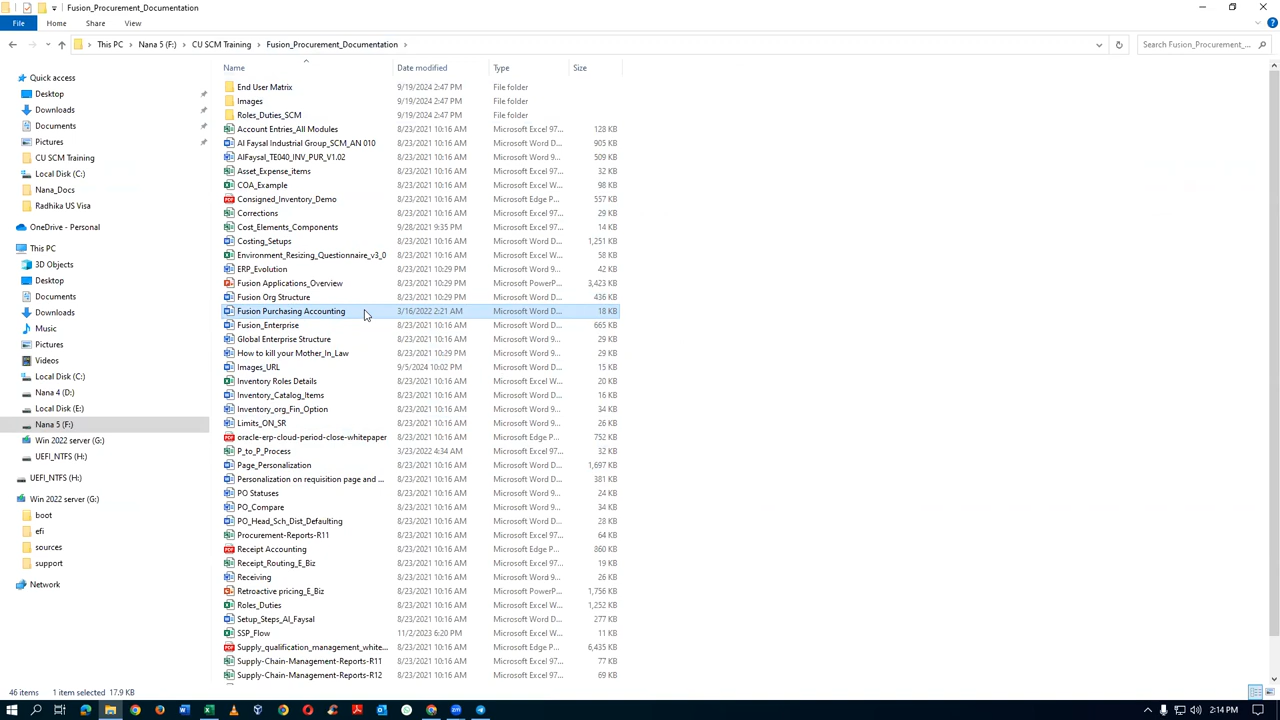 Fusion_Procurement_Documentation
File
Home
Share
View
This PC
Nana 5 (F:)
CU SCM Training
Fusion_Procurement_Documentation
Search Fusion_Procurement_...
Quick access
Desktop
Downloads
Documents
Pictures
CU SCM Training
Local Disk (C:)
Nana_Docs
Radhika US Visa
OneDrive - Personal
This PC
3D Objects
Desktop
Documents
Downloads
Music
Pictures
Videos
Local Disk (C:)
Nana 4 (D:)
Local Disk (E:)
Nana 5 (F:)
Win 2022 server (G:)
UEFI_NTFS (H:)
UEFI_NTFS (H:)
Win 2022 server (G:)
boot
efi
sources
support
Network
Name Date modified Type Size
End User Matrix 9/19/2024 2:47 PM File folder
Images 9/19/2024 2:47 PM File folder
Roles_Duties_SCM 9/19/2024 2:47 PM File folder
Account Entries_All Modules 8/23/2021 10:16 AM Microsoft Excel 97... 128 KB
Al Faysal Industrial Group_SCM_AN 010 8/23/2021 10:16 AM Microsoft Word D... 905 KB
AlFaysal_TE040_INV_PUR_V1.02 8/23/2021 10:16 AM Microsoft Word 9... 509 KB
Asset_Expense_items 8/23/2021 10:16 AM Microsoft Excel 97... 32 KB
COA_Example 8/23/2021 10:16 AM Microsoft Excel W... 98 KB
Consigned_Inventory_Demo 8/23/2021 10:16 AM Microsoft Edge P... 557 KB
Corrections 8/23/2021 10:16 AM Microsoft Excel 97... 29 KB
Cost_Elements_Components 9/28/2021 9:35 PM Microsoft Excel 97... 14 KB
Costing_Setups 8/23/2021 10:16 AM Microsoft Word D... 1,251 KB
Environment_Resizing_Questionnaire_v3_0 8/23/2021 10:16 AM Microsoft Excel W... 58 KB
ERP_Evolution 8/23/2021 10:29 PM Microsoft Word 9... 42 KB
Fusion Applications_Overview 8/23/2021 10:29 PM Microsoft PowerP... 3,423 KB
Fusion Org Structure 8/23/2021 10:29 PM Microsoft Word D... 436 KB
Fusion Purchasing Accounting 3/16/2022 2:21 AM Microsoft Word D... 18 KB
Fusion_Enterprise 8/23/2021 10:16 AM Microsoft Word D... 665 KB
Global Enterprise Structure 8/23/2021 10:16 AM Microsoft Word 9... 29 KB
How to kill your Mother_In_Law 8/23/2021 10:29 PM Microsoft Word 9... 29 KB
Images_URL 9/5/2024 10:02 PM Microsoft Word D... 15 KB
Inventory Roles Details 8/23/2021 10:16 AM Microsoft Excel W... 20 KB
Inventory_Catalog_Items 8/23/2021 10:16 AM Microsoft Word D... 16 KB
Inventory_org_Fin_Option 8/23/2021 10:16 AM Microsoft Word 9... 34 KB
Limits_ON_SR 8/23/2021 10:16 AM Microsoft Word 9... 26 KB
oracle-erp-cloud-period-close-whitepaper 8/23/2021 10:16 AM Microsoft Edge P... 752 KB
P_to_P_Process 3/23/2022 4:34 AM Microsoft Excel 97... 32 KB
Page_Personalization 8/23/2021 10:16 AM Microsoft Word D... 1,697 KB
Personalization on requisition page and ... 8/23/2021 10:16 AM Microsoft Word D... 381 KB
PO Statuses 8/23/2021 10:16 AM Microsoft Word 9... 24 KB
PO_Compare 8/23/2021 10:16 AM Microsoft Word 9... 34 KB
PO_Head_Sch_Dist_Defaulting 8/23/2021 10:16 AM Microsoft Word D... 28 KB
Procurement-Reports-R11 8/23/2021 10:16 AM Microsoft Excel 97... 64 KB
Receipt Accounting 8/23/2021 10:16 AM Microsoft Edge P... 860 KB
Receipt_Routing_E_Biz 8/23/2021 10:16 AM Microsoft Excel 97... 19 KB
Receiving 8/23/2021 10:16 AM Microsoft Word 9... 26 KB
Retroactive pricing_E_Biz 8/23/2021 10:16 AM Microsoft PowerP... 1,756 KB
Roles_Duties 8/23/2021 10:16 AM Microsoft Excel W... 1,252 KB
Setup_Steps_Al_Faysal 8/23/2021 10:16 AM Microsoft Word D... 277 KB
SSP_Flow 11/2/2023 6:20 PM Microsoft Excel W... 11 KB
Supply_qualification_management_white... 8/23/2021 10:16 AM Microsoft Edge P... 6,435 KB
Supply-Chain-Management-Reports-R11 8/23/2021 10:16 AM Microsoft Excel 97... 77 KB
Supply-Chain-Management-Reports-R12 8/23/2021 10:16 AM Microsoft Excel 97... 69 KB
46 items 1 item selected 17.9 KB
2:14 PM